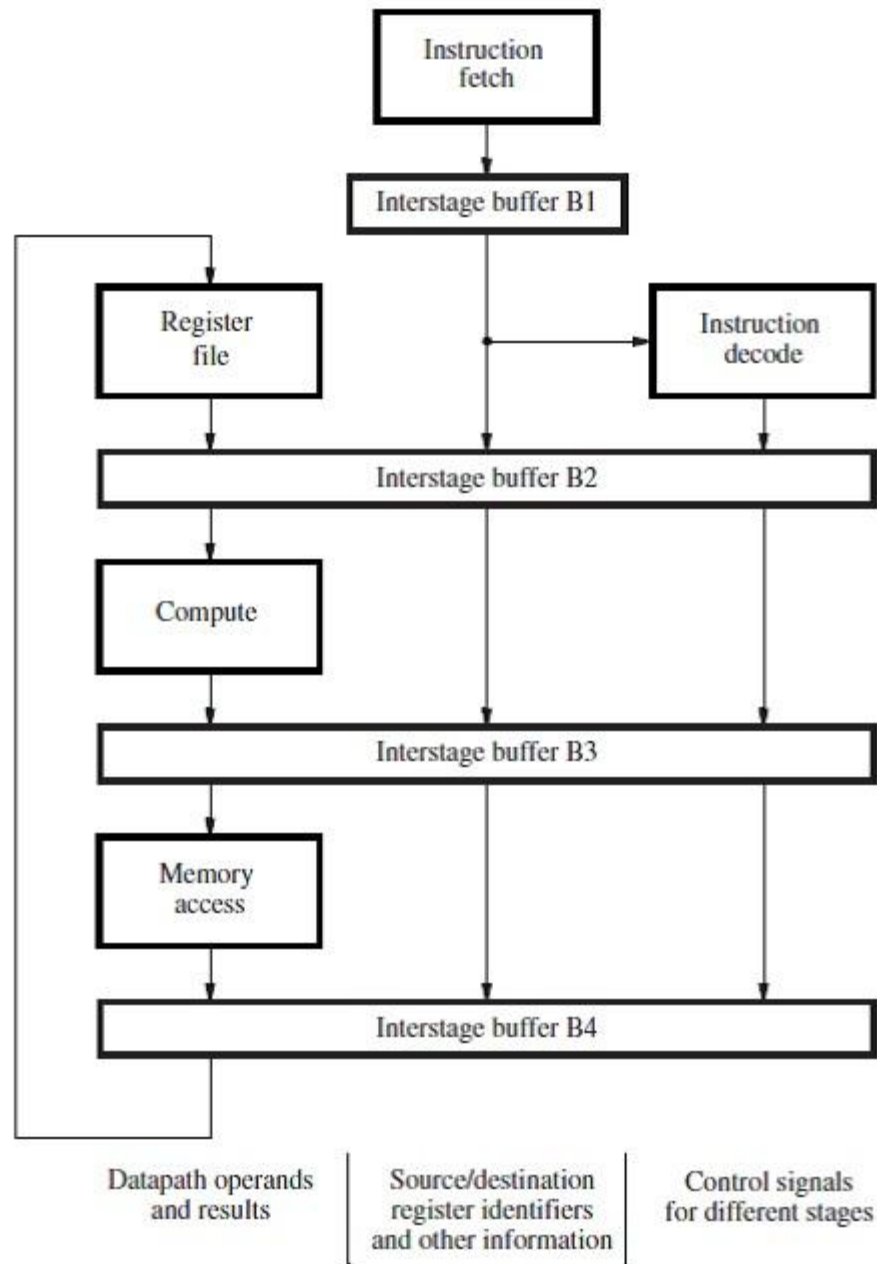 Instruction
fetch
Interstage buffer B1
Register
file
Instruction
decode
Interstage buffer B2
Compute
Interstage buffer B3
Memory
access
Interstage buffer B4
Datapath operands
and results
Source/destination
register identifiers
and other information
Control signals
for different stages